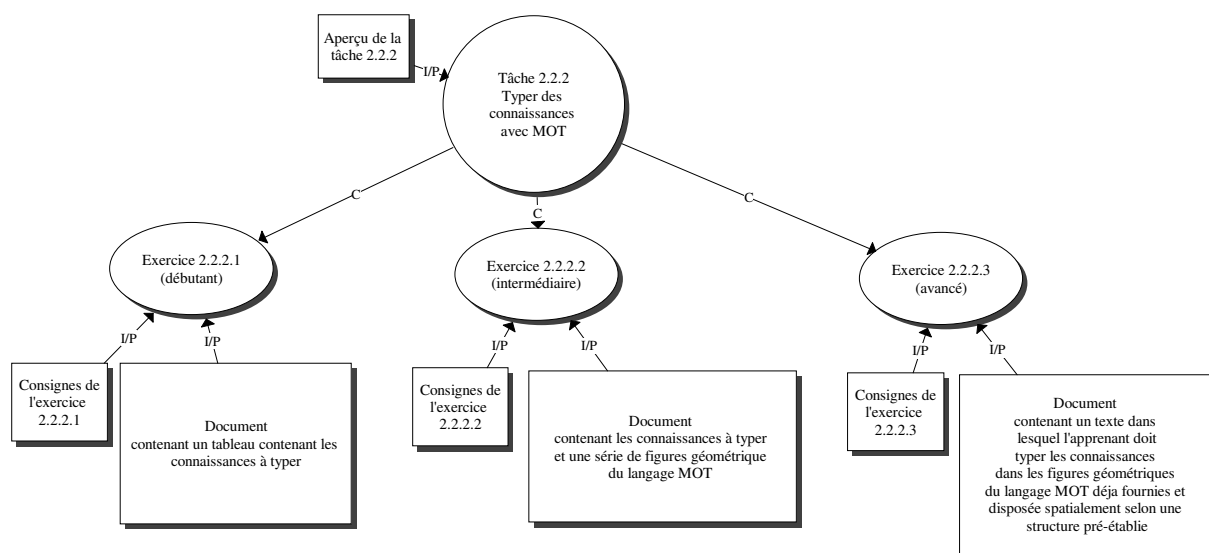 Aperçu de la
tâche 2.2.2
I/P
Tâche 2.2.2
Typer des
connaissances
avec MOT
C
C
C
Exercice 2.2.2.1
(débutant)
Exercice 2.2.2.2
(intermédiaire)
Exercice 2.2.2.3
(avancé)
I/P
I/P
I/P
I/P
I/P
I/P
Consignes de
l'exercice
2.2.2.1
Document
contenant un tableau contenant les
connaissances à typer
Consignes de
l'exercice
2.2.2.2
Document
contenant les connaissances à typer
et une série de figures géométrique
du langage MOT
Consignes de
l'exercice
2.2.2.3
Document
contenant un texte dans
lesquel l'apprenant doit
typer les connaissances
dans les figures géométriques
du langage MOT déja fournies et
disposée spatialement selon une
structure pré-établie